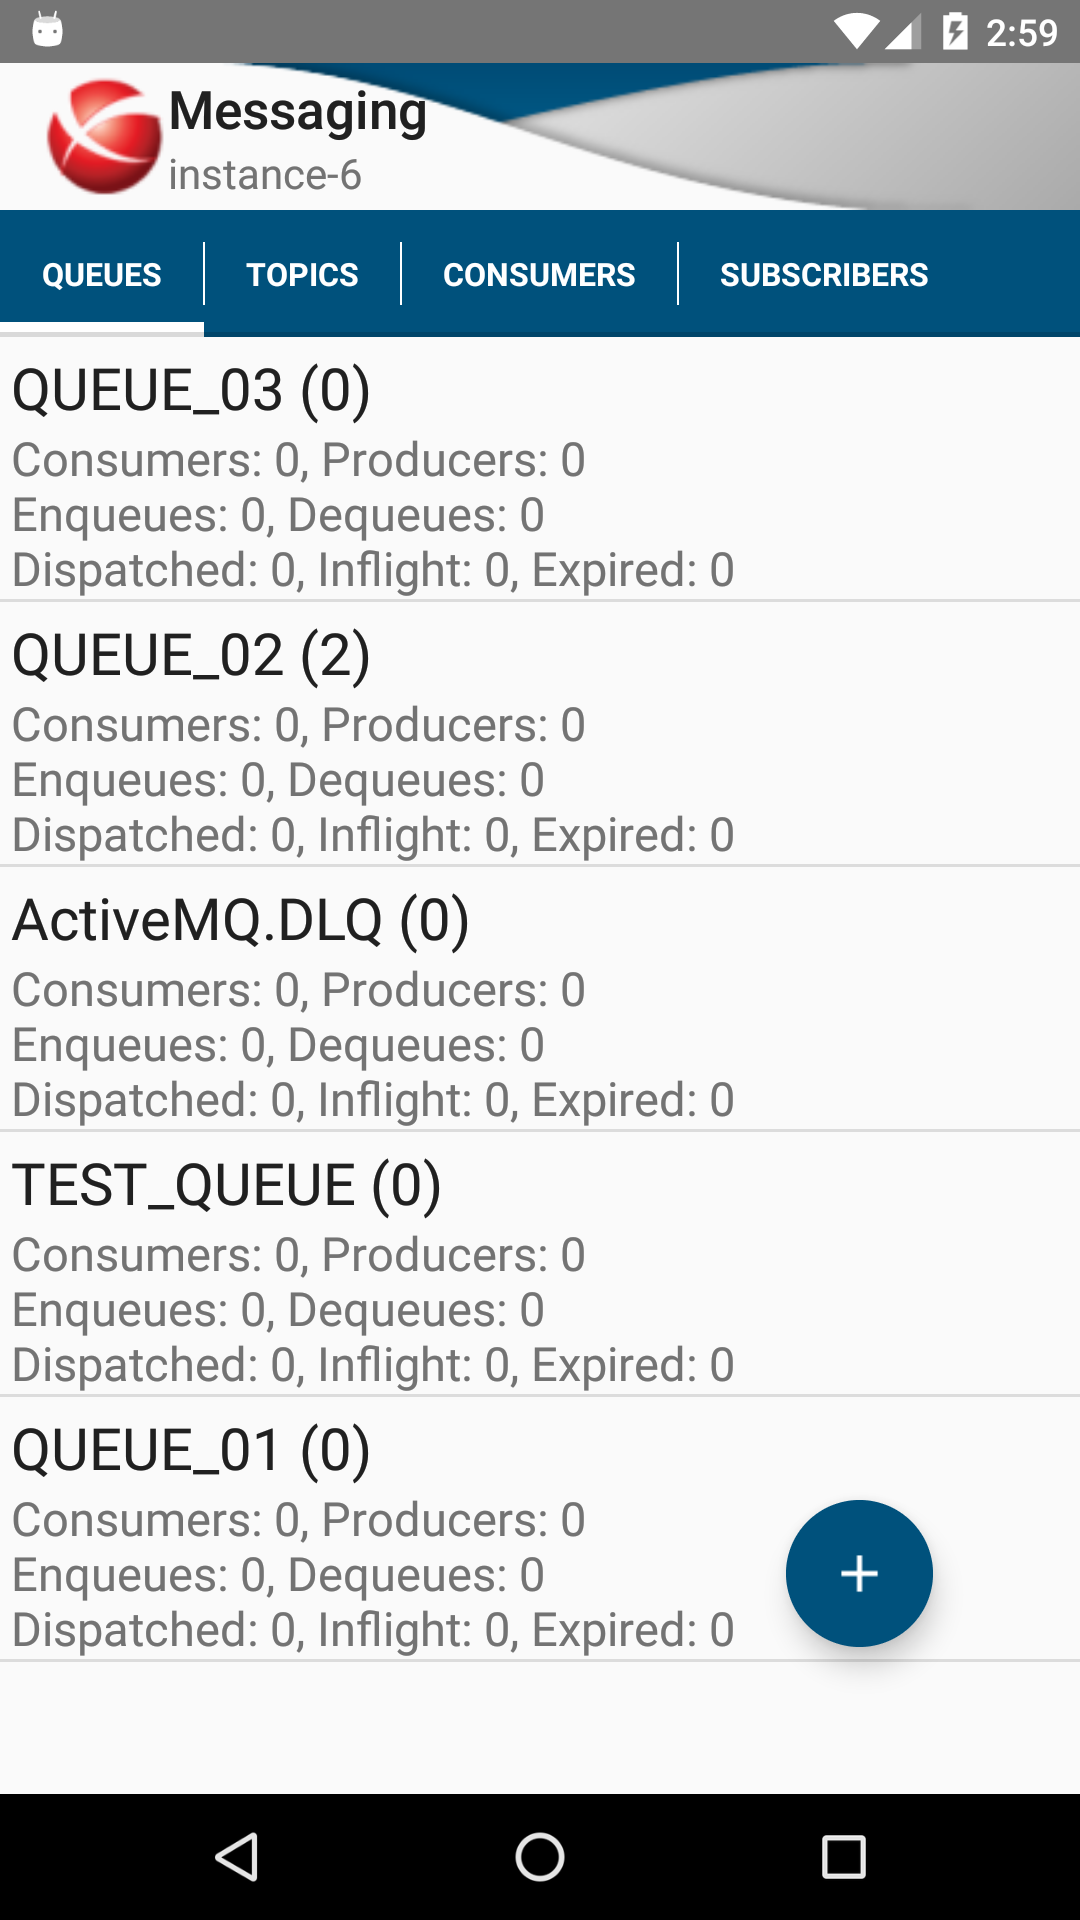 2:59
Messaging
instance-6
QUEUES TOPICS CONSUMERS SUBSCRIBERS
QUEUE_03 (0)
Consumers: 0, Producers: 0
Enqueues: 0, Dequeues: 0
Dispatched: 0, Inflight: 0, Expired: 0
QUEUE_02 (2)
Consumers: 0, Producers: 0
Enqueues: 0, Dequeues: 0
Dispatched: 0, Inflight: 0, Expired: 0
ActiveMQ.DLQ (0)
Consumers: 0, Producers: 0
Enqueues: 0, Dequeues: 0
Dispatched: 0, Inflight: 0, Expired: 0
TEST_QUEUE (0)
Consumers: 0, Producers: 0
Enqueues: 0, Dequeues: 0
Dispatched: 0, Inflight: 0, Expired: 0
QUEUE_01 (0)
Consumers: 0, Producers: 0
Enqueues: 0, Dequeues: 0
Dispatched: 0, Inflight: 0, Expired: 0